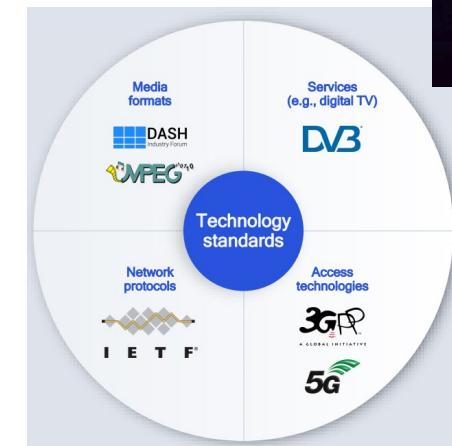 Media
formats
DASH
Industry Forum
MPEG
Services
(e.g., digital TV)
DVB
Technology
standards
Network
protocols
I E T F®
Access
technologies
3GPP
A GLOBAL INITIATIVE
5G